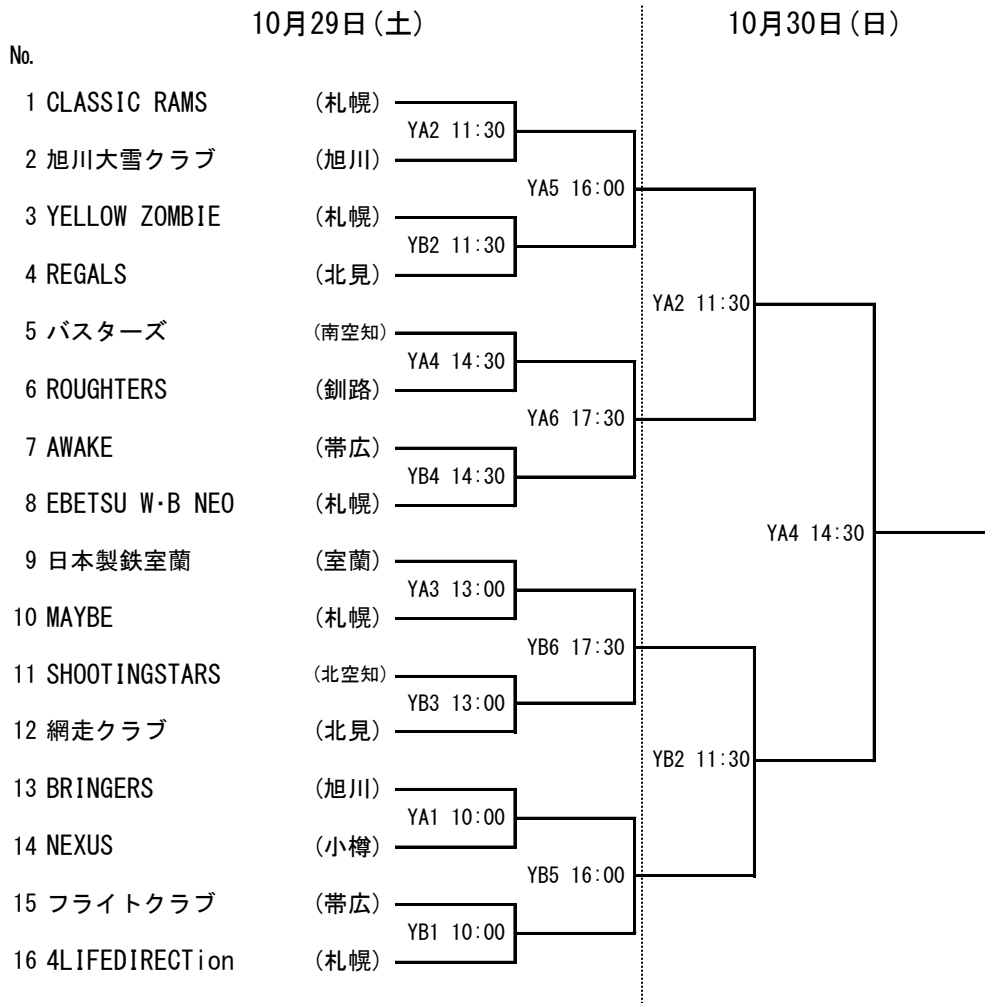 10月29日(土) 10月30日(日)
No.
1 CLASSIC RAMS (札幌)
YA2 11:30
2 旭川大雪クラブ (旭川)
YA5 16:00
3 YELLOW ZOMBIE (札幌)
YB2 11:30
4 REGALS (北見)
YA2 11:30
5 バスターズ (南空知)
YA4 14:30
6 ROUGHTERS (釧路)
YA6 17:30
7 AWAKE (帯広)
YB4 14:30
8 EBETSU W･B NEO (札幌)
YA4 14:30
9 日本製鉄室蘭 (室蘭)
YA3 13:00
10 MAYBE (札幌)
YB6 17:30
11 SHOOTINGSTARS (北空知)
YB3 13:00
12 網走クラブ (北見)
YB2 11:30
13 BRINGERS (旭川)
YA1 10:00
14 NEXUS (小樽)
YB5 16:00
15 フライトクラブ (帯広)
YB1 10:00
16 4LIFEDIRECTion (札幌)